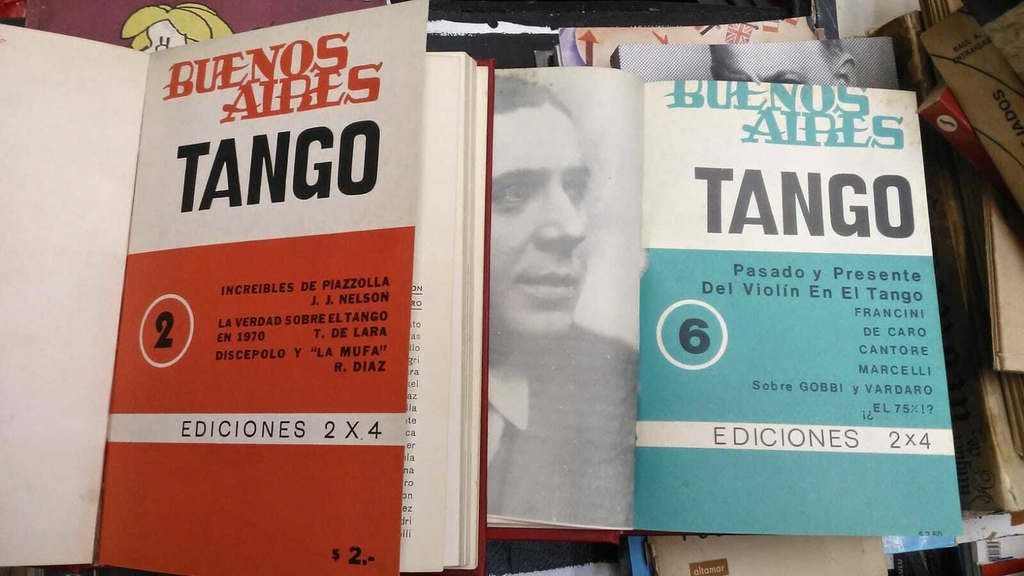 BUENOS
AIRES
TANGO
2
INCREIBLES DE PIAZZOLLA
J. J. NELSON
LA VERDAD SOBRE EL TANGO
EN 1970 T. DE LARA
DISCEPOLO Y "LA MUFA"
R. DIAZ
EDICIONES 2 X 4
$ 2.-
BUENOS
AIRES
TANGO
Pasado y Presente
Del Violín En El Tango
FRANCINI
DE CARO
6
CANTORE
MARCELLI
Sobre GOBBI y VARDARO
¡¿EL 75%!?
EDICIONES 2x4
altamar